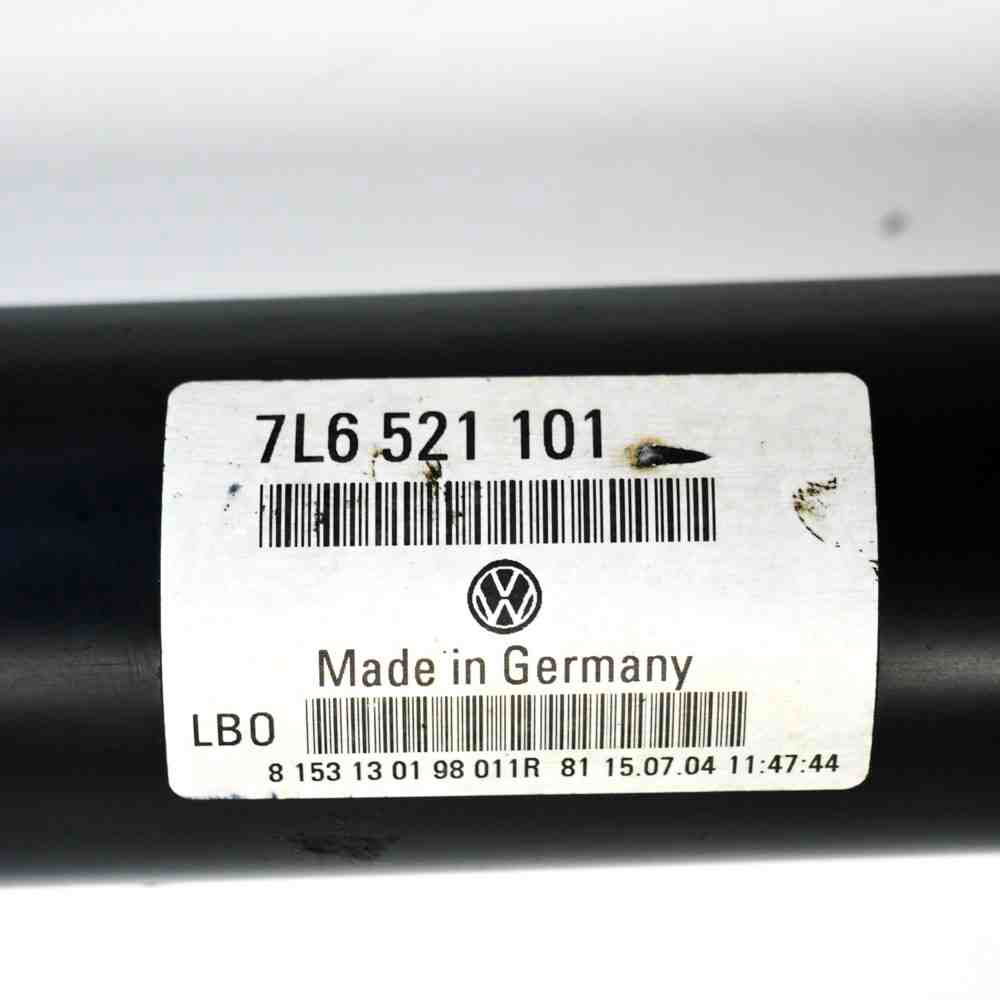 7L6 521 101
Made in Germany
LBO
8 153 13 01 98 011R 81 15.07.04 11:47:44